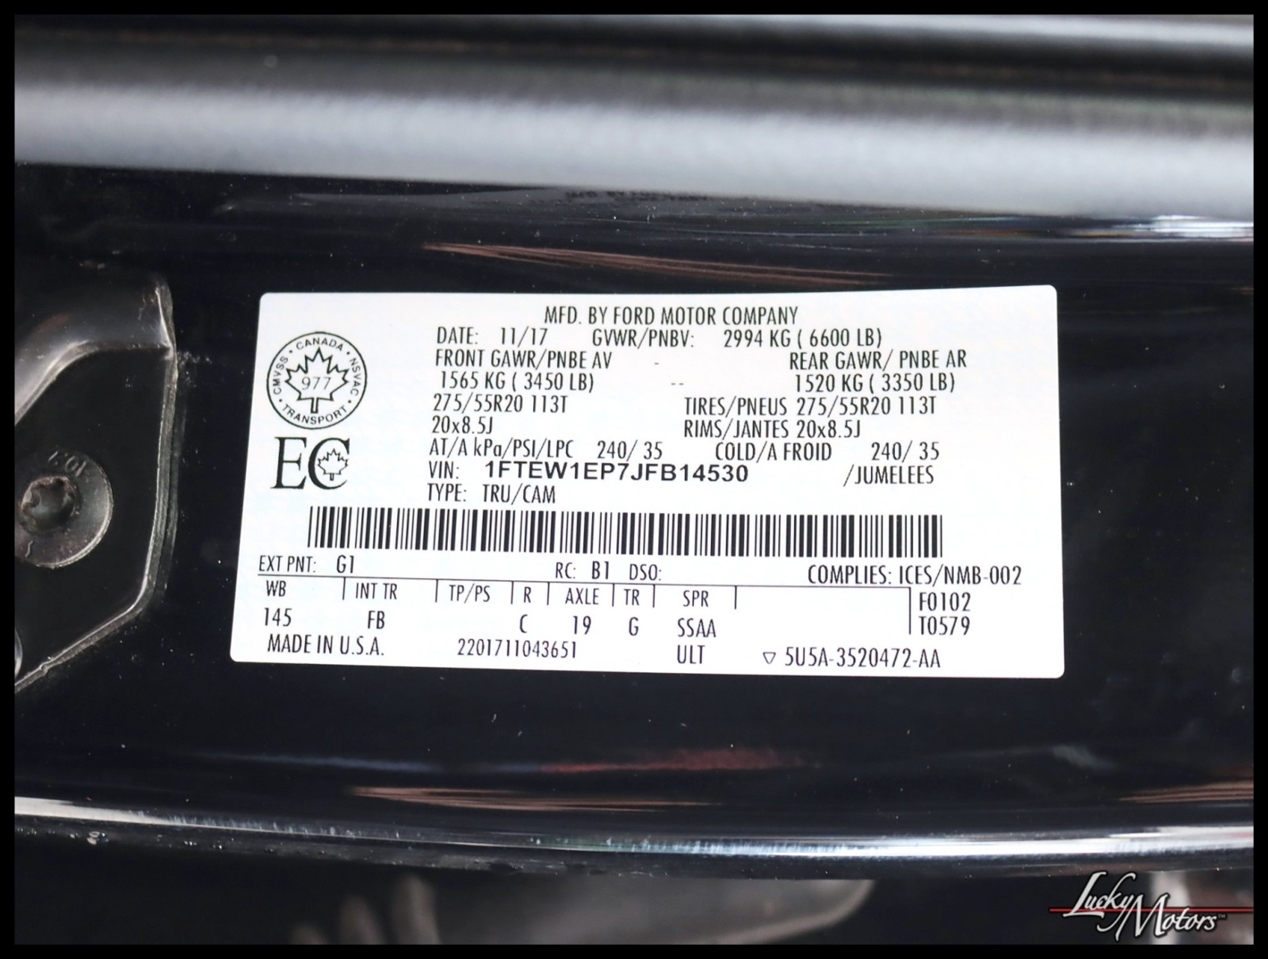 MFD. BY FORD MOTOR COMPANY
DATE: 11/17 GVWR/PNBV: 2994 KG ( 6600 LB)
FRONT GAWR/PNBE AV - REAR GAWR/ PNBE AR
1565 KG ( 3450 LB) -- 1520 KG ( 3350 LB)
275/55R20 113T TIRES/PNEUS 275/55R20 113T
20x8.5J RIMS/JANTES 20x8.5J
AT/A kPa/PSI/LPC 240/ 35 COLD/A FROID 240/ 35
VIN: 1FTEW1EP7JFB14530 /JUMELEES
TYPE: TRU/CAM
CANADA
CMVSS • NSVAC
977
TRANSPORT
EC
EXT PNT: G1 RC: B1 DSO: COMPLIES: ICES/NMB-002
WB INT TR TP/PS R AXLE TR SPR F0102
145 FB C 19 G SSAA T0579
MADE IN U.S.A. 2201711043651 ULT ▽ 5U5A-3520472-AA
Lucky Motors™